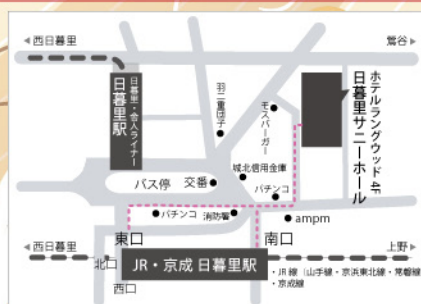 西日暮里
鶯谷
日暮里・舎人ライナー
日暮里駅
羽二重団子
モスバーガー
ホテルラングウッド 4F
日暮里サニーホール
城北信用金庫
バス停
交番
パチンコ
パチンコ
消防署
ampm
東口
南口
西日暮里
上野
北口
JR・京成 日暮里駅
西口
・JR線（山手線・京浜東北線・常磐線
・京成線